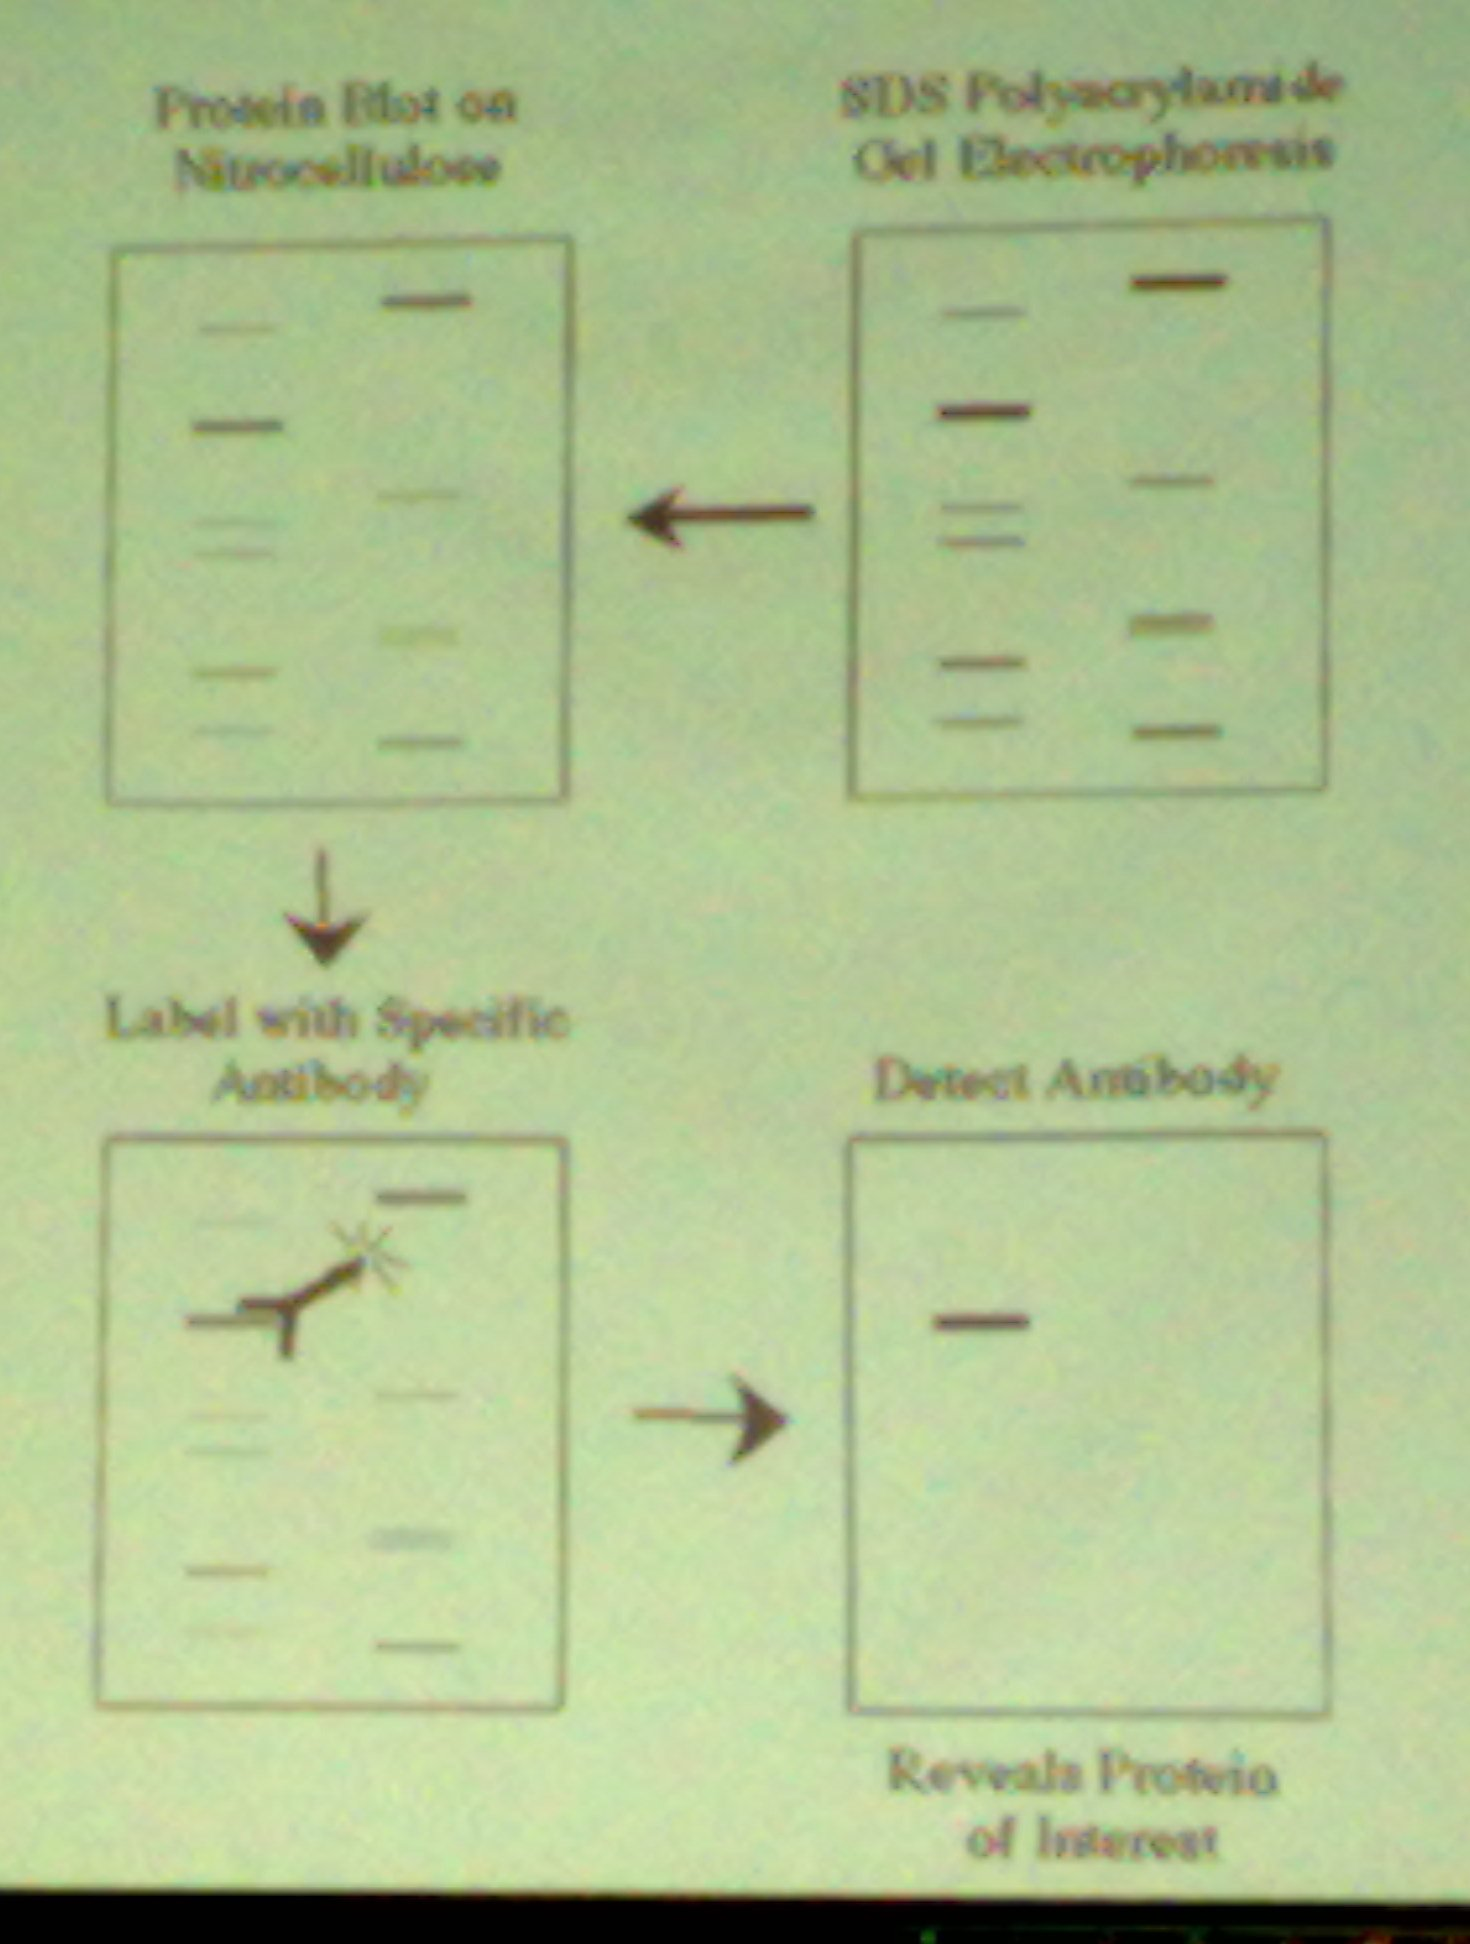 Protein Blot on
Nitrocellulose
SDS Polyacrylamide
Gel Electrophoresis
Label with Specific
Antibody
Detect Antibody
Reveals Protein
of Interest